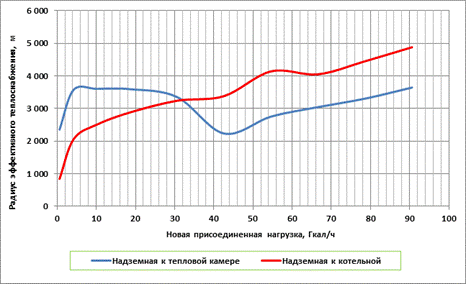 Радиус эффективного теплоснабжения, м
6 000
5 000
4 000
3 000
2 000
1 000
0
0 10 20 30 40 50 60 70 80 90 100
Новая присоединенная нагрузка, Гкал/ч
Надземная к тепловой камере Надземная к котельной